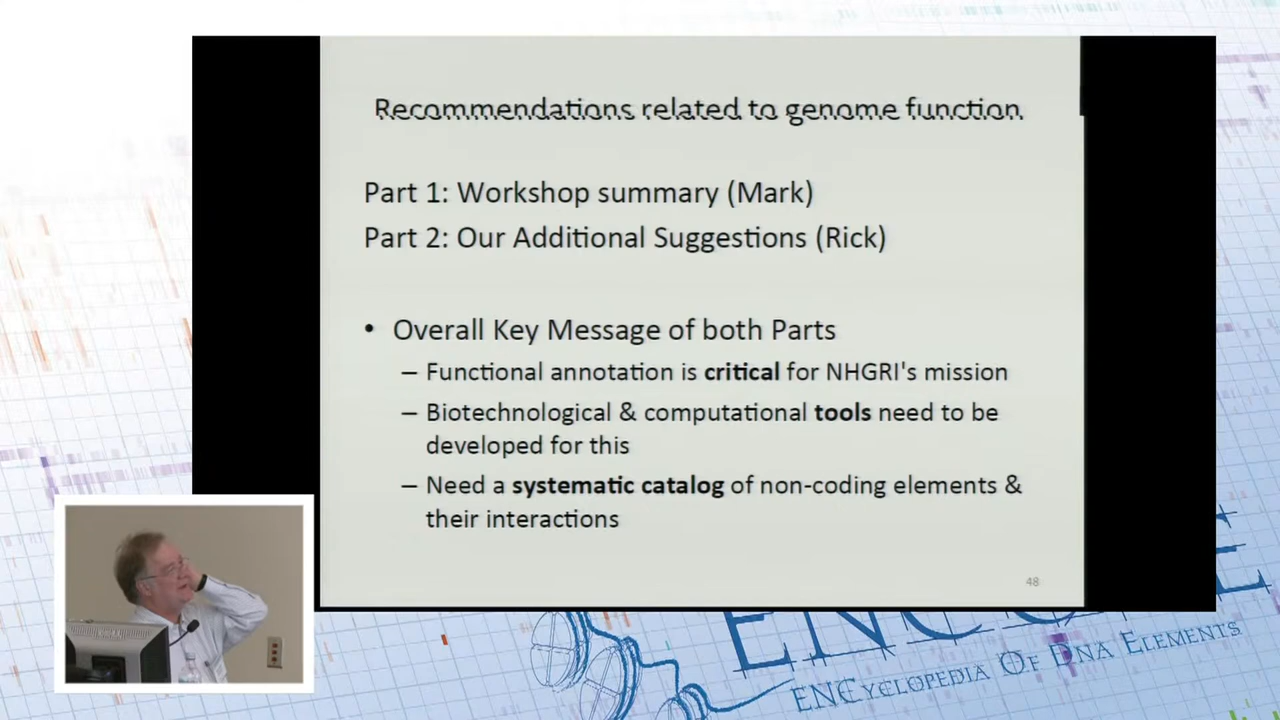 Recommendations related to genome function
Part 1: Workshop summary (Mark)
Part 2: Our Additional Suggestions (Rick)
• Overall Key Message of both Parts
– Functional annotation is critical for NHGRI's mission
– Biotechnological & computational tools need to be
developed for this
– Need a systematic catalog of non-coding elements &
their interactions
48
ENCODE
ENCYCLOPEDIA OF DNA ELEMENTS